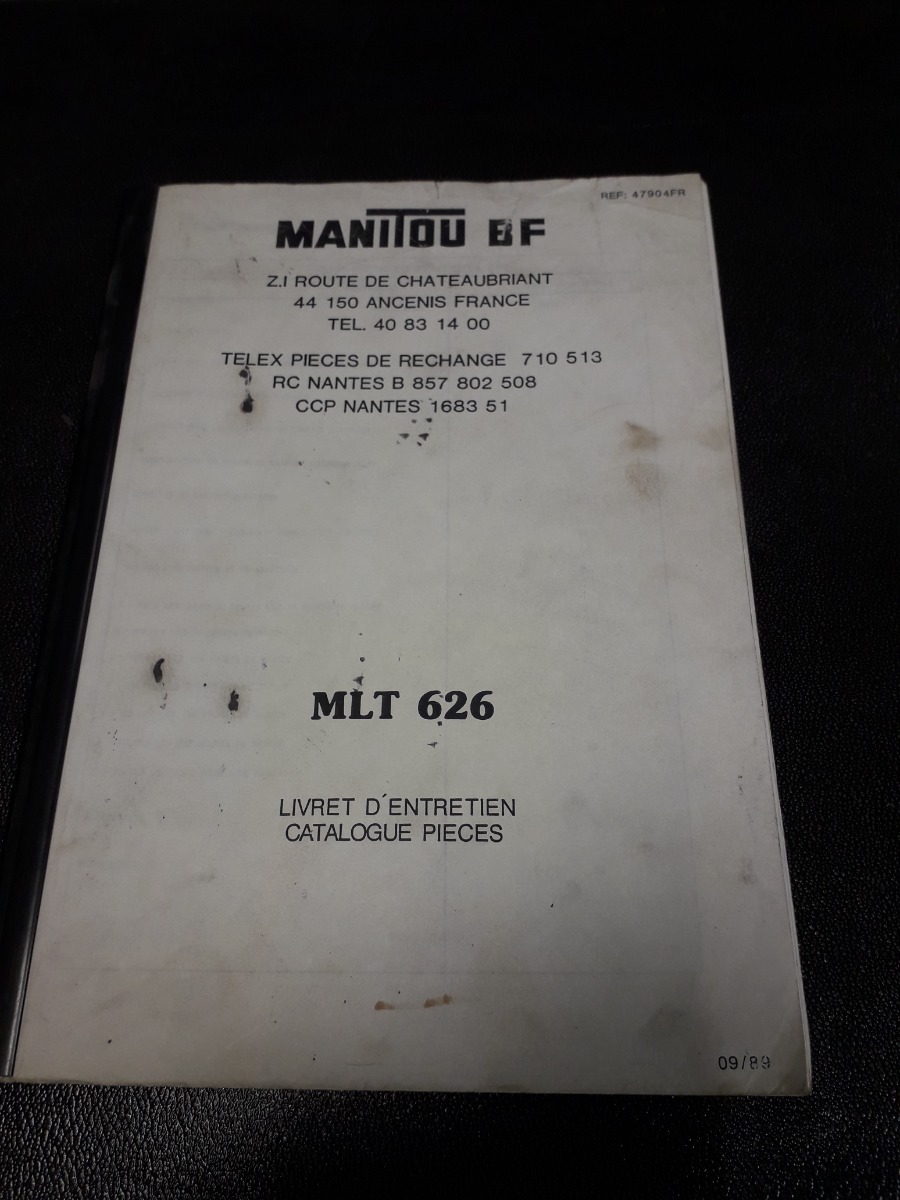 REF: 47904FR
MANITOU BF
Z.I ROUTE DE CHATEAUBRIANT
44 150 ANCENIS FRANCE
TEL. 40 83 14 00
TELEX PIECES DE RECHANGE 710 513
RC NANTES B 857 802 508
CCP NANTES 1683 51
MLT 626
LIVRET D'ENTRETIEN
CATALOGUE PIECES
09/89